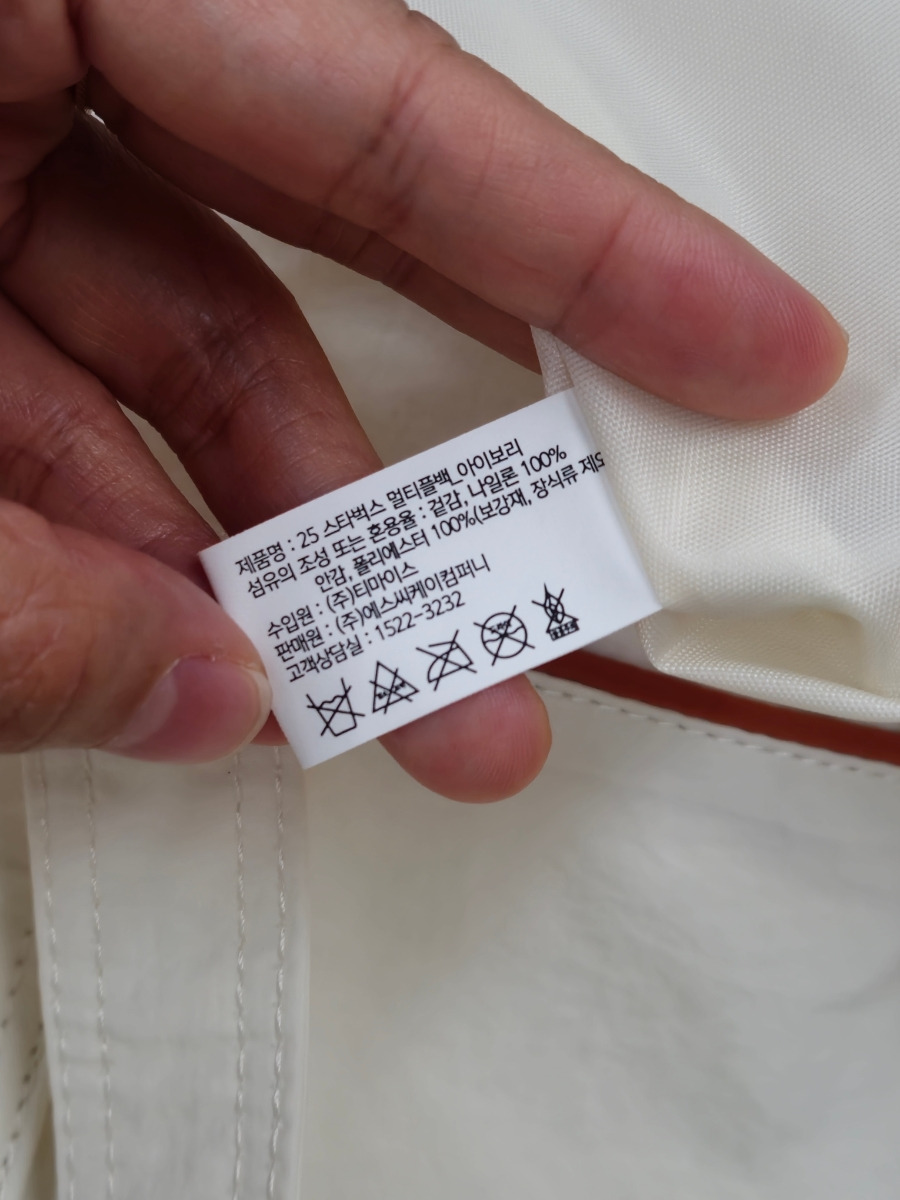 제품명 : 25 스타벅스 멀티플백_아이보리
섬유의 조성 또는 혼용율 : 겉감, 나일론 100%
안감, 폴리에스터 100%(보강재, 장식류 제외
수입원 : (주)티마이스
판매원 : (주)에스씨케이컴퍼니
고객상담실 : 1522-3232